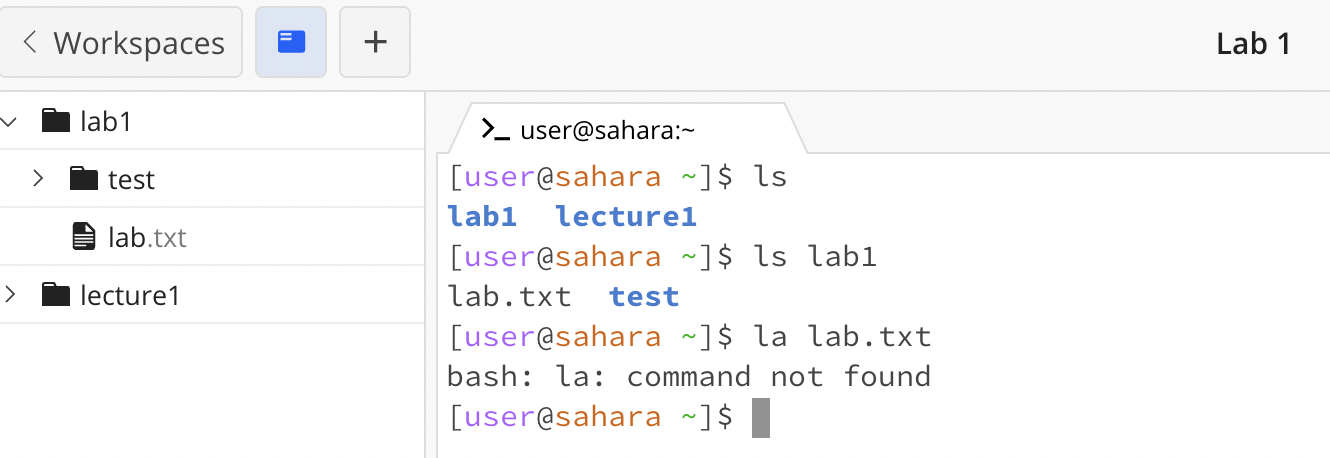 Workspaces
Lab 1
lab1
test
lab.txt
lecture1
user@sahara:~
[user@sahara ~]$ ls
lab1  lecture1
[user@sahara ~]$ ls lab1
lab.txt  test
[user@sahara ~]$ la lab.txt
bash: la: command not found
[user@sahara ~]$